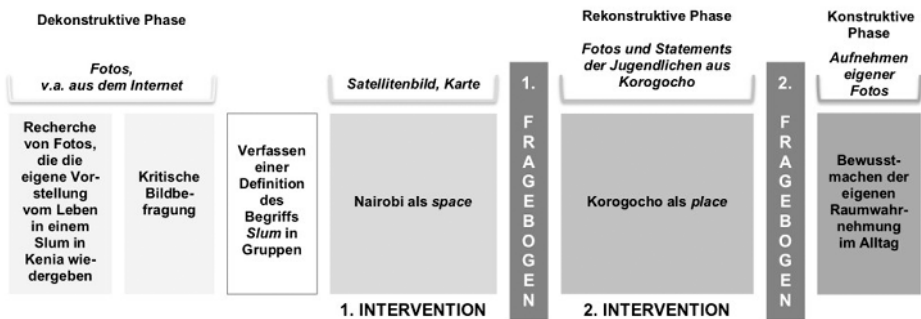 Dekonstruktive Phase
Fotos,
v.a. aus dem Internet
Recherche
von Fotos,
die die
eigene Vor-
stellung
vom Leben
in einem
Slum in
Kenia wie-
dergeben
Kritische
Bildbe-
fragung
Verfassen
einer
Definition
des
Begriffs
Slum in
Gruppen
Satellitenbild, Karte
Nairobi als space
1. INTERVENTION
1.
FRAGEBOGEN
Rekonstruktive Phase
Fotos und Statements
der Jugendlichen aus
Korogocho
Korogocho als place
2. INTERVENTION
2.
FRAGEBOGEN
Konstruktive
Phase
Aufnehmen
eigener
Fotos
Bewusst-
machen der
eigenen
Raumwahr-
nehmung
im Alltag